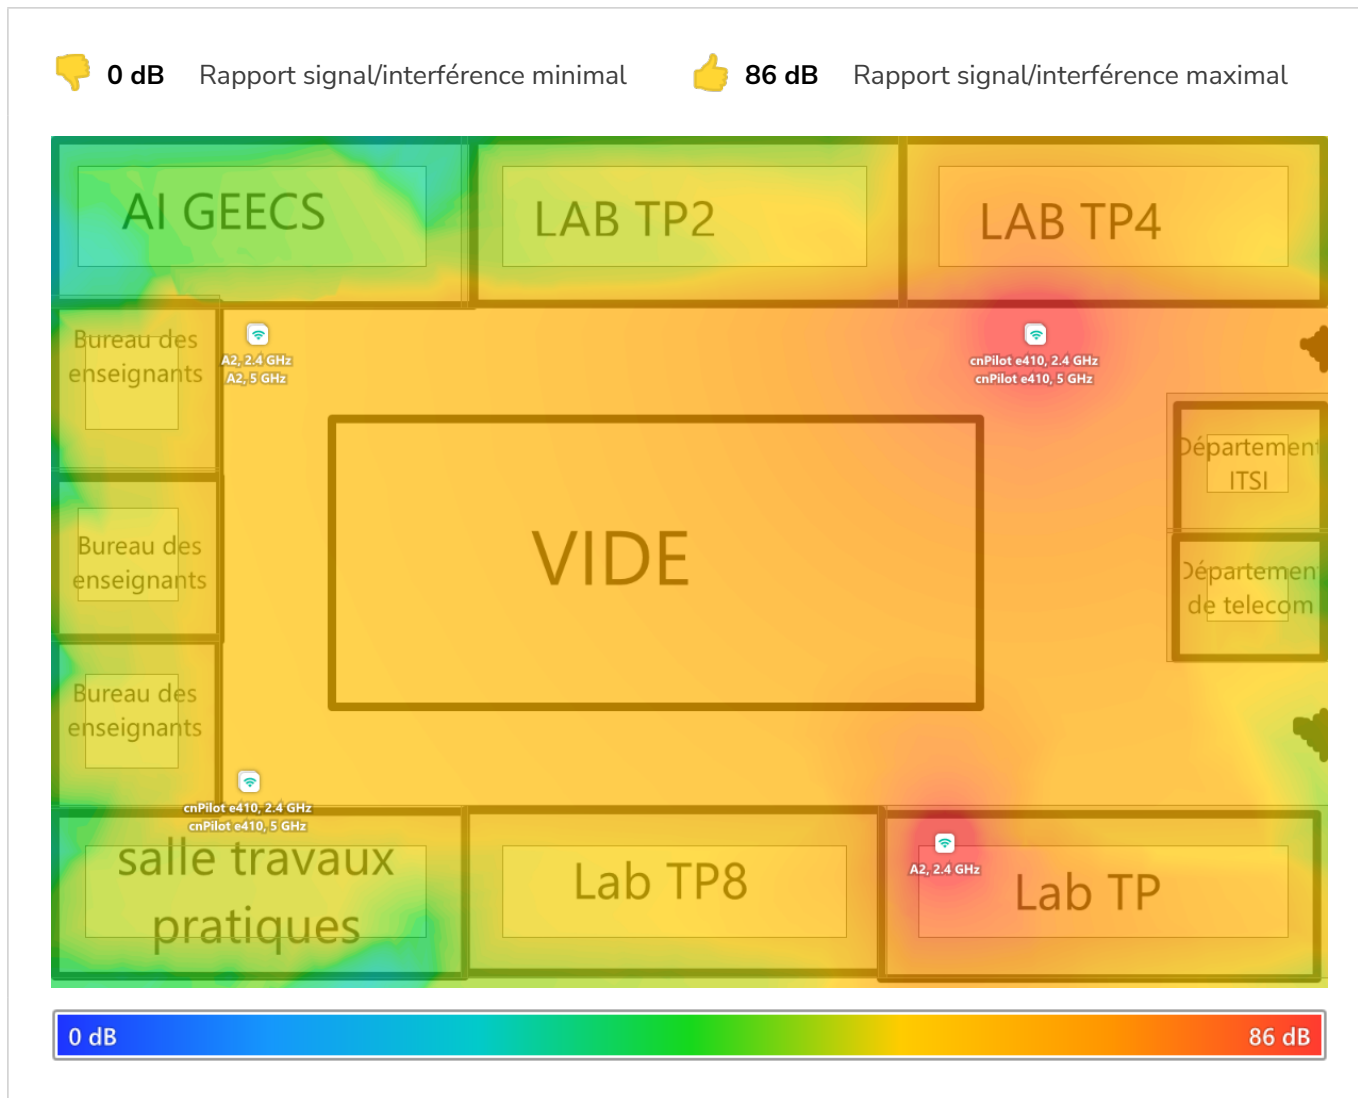 0 dB Rapport signal/interférence minimal 86 dB Rapport signal/interférence maximal
AI GEECS
LAB TP2
LAB TP4
Bureau des
enseignants
A2, 2.4 GHz
A2, 5 GHz
cnPilot e410, 2.4 GHz
cnPilot e410, 5 GHz
Département
ITSI
VIDE
Bureau des
enseignants
Département
de telecom
Bureau des
enseignants
cnPilot e410, 2.4 GHz
cnPilot e410, 5 GHz
salle travaux
pratiques
Lab TP8
A2, 2.4 GHz
Lab TP
0 dB 86 dB